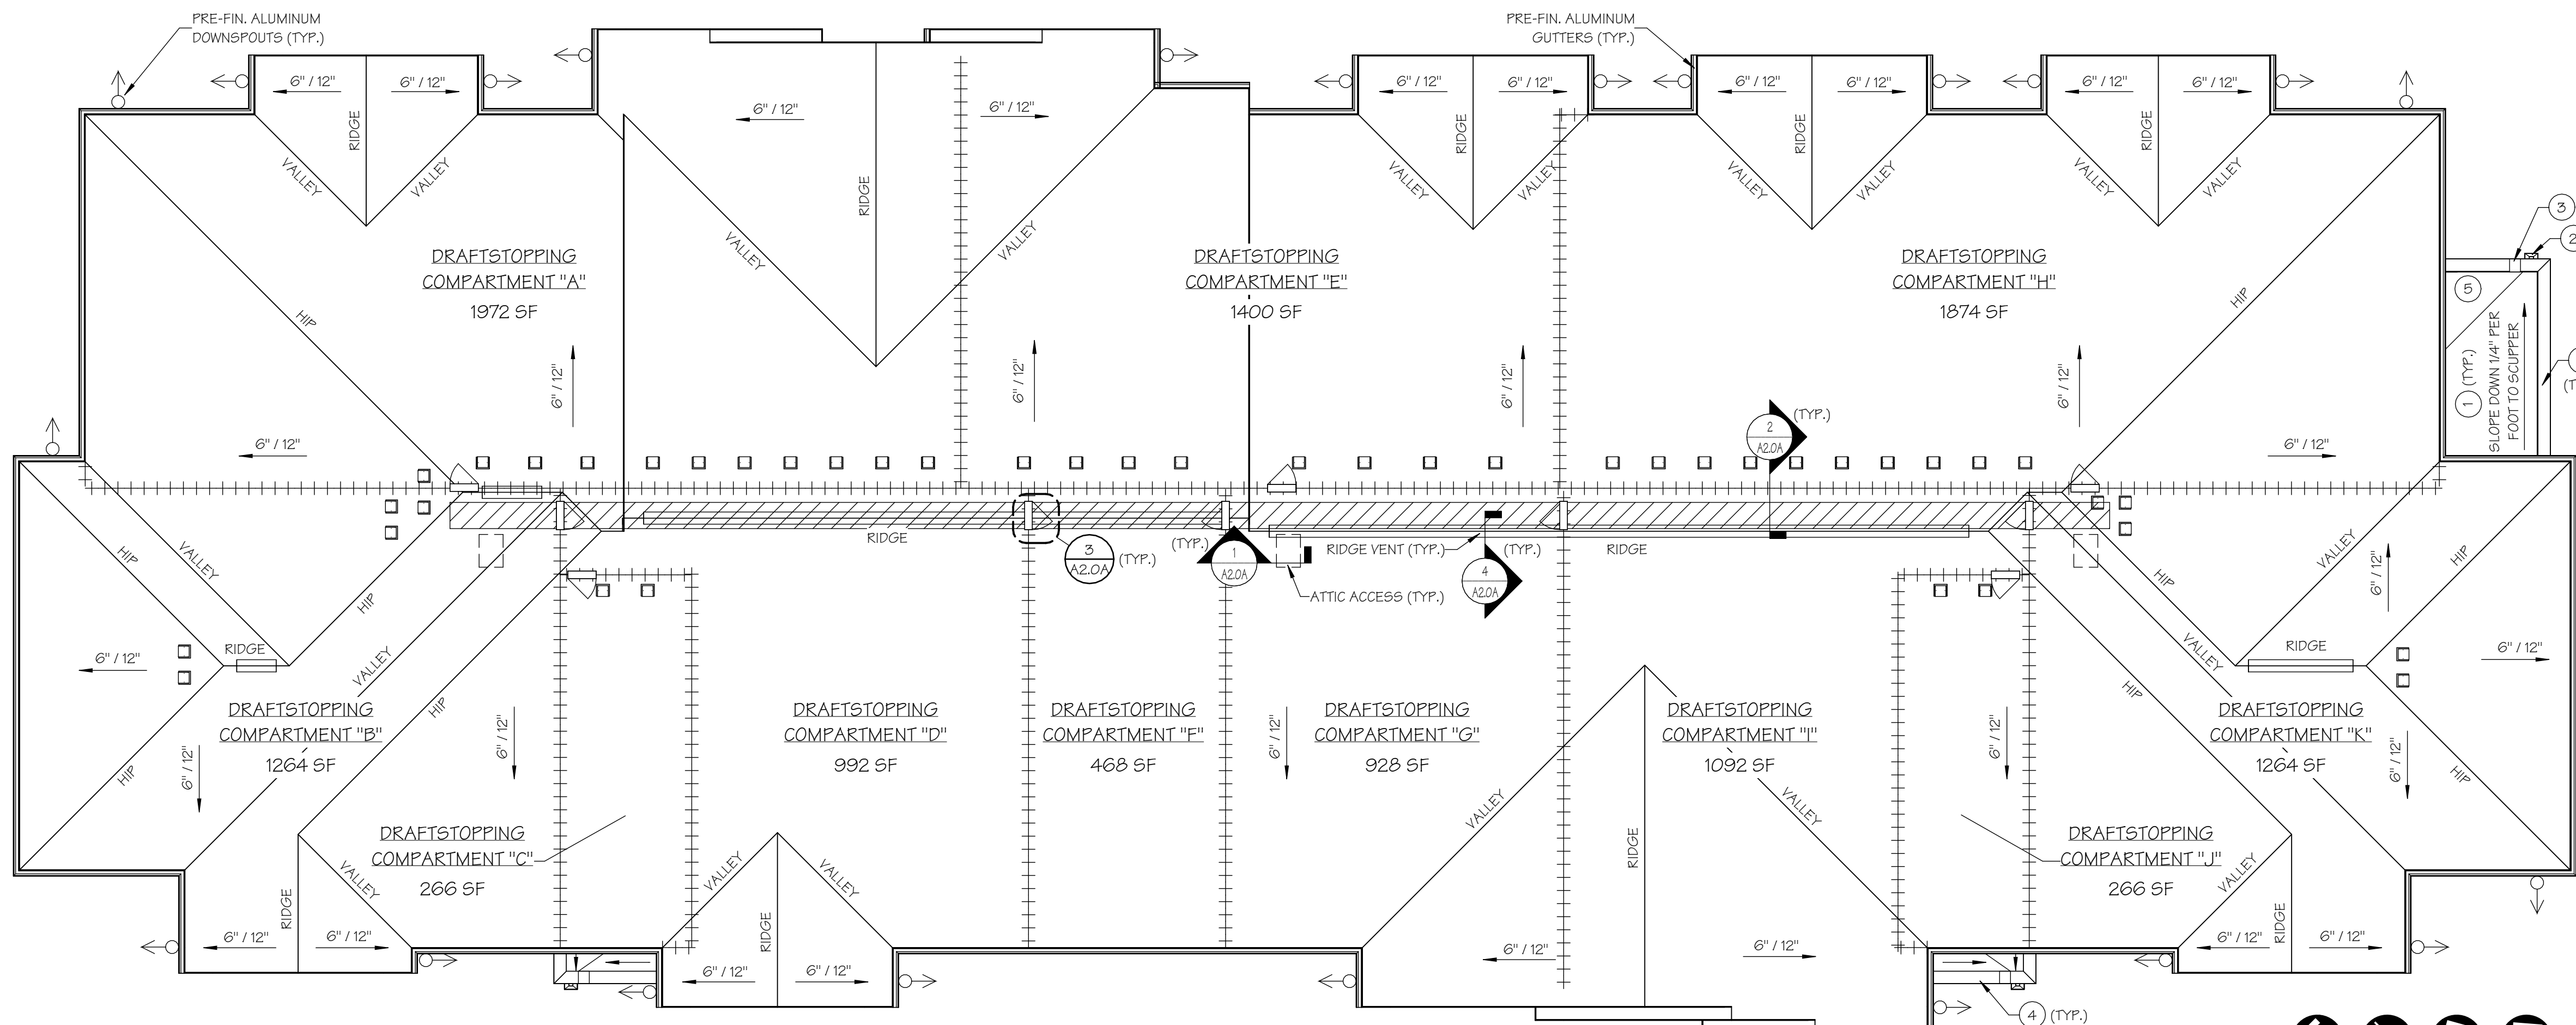 PRE-FIN. ALUMINUM
DOWNSPOUTS (TYP.)
PRE-FIN. ALUMINUM
GUTTERS (TYP.)
6" / 12"
6" / 12"
RIDGE
VALLEY
VALLEY
6" / 12"
6" / 12"
RIDGE
VALLEY
VALLEY
6" / 12"
6" / 12"
RIDGE
VALLEY
VALLEY
6" / 12"
6" / 12"
RIDGE
VALLEY
VALLEY
6" / 12"
6" / 12"
RIDGE
VALLEY
VALLEY
DRAFTSTOPPING
COMPARTMENT "A"
1972 SF
DRAFTSTOPPING
COMPARTMENT "E"
1400 SF
DRAFTSTOPPING
COMPARTMENT "H"
1874 SF
HIP
HIP
3
2
5
1 (TYP.)
SLOPE DOWN 1/4" PER
FOOT TO SCUPPER
6" / 12"
6" / 12"
6" / 12"
6" / 12"
6" / 12"
6" / 12"
2
A2.0A
(TYP.)
HIP
VALLEY
HIP
RIDGE
6" / 12"
RIDGE
3
A2.0A
(TYP.)
(TYP.)
1
A2.0A
RIDGE VENT (TYP.)
(TYP.)
4
A2.0A
ATTIC ACCESS (TYP.)
RIDGE
HIP
VALLEY
6" / 12"
HIP
RIDGE
6" / 12"
VALLEY
HIP
VALLEY
HIP
DRAFTSTOPPING
COMPARTMENT "B"
1264 SF
DRAFTSTOPPING
COMPARTMENT "D"
992 SF
DRAFTSTOPPING
COMPARTMENT "F"
468 SF
DRAFTSTOPPING
COMPARTMENT "G"
928 SF
DRAFTSTOPPING
COMPARTMENT "I"
1092 SF
DRAFTSTOPPING
COMPARTMENT "K"
1264 SF
6" / 12"
HIP
6" / 12"
6" / 12"
6" / 12"
6" / 12"
HIP
DRAFTSTOPPING
COMPARTMENT "C"
266 SF
DRAFTSTOPPING
COMPARTMENT "J"
266 SF
VALLEY
RIDGE
6" / 12"
6" / 12"
VALLEY
VALLEY
RIDGE
6" / 12"
6" / 12"
VALLEY
VALLEY
RIDGE
6" / 12"
6" / 12"
VALLEY
RIDGE
6" / 12"
6" / 12"
4 (TYP.)